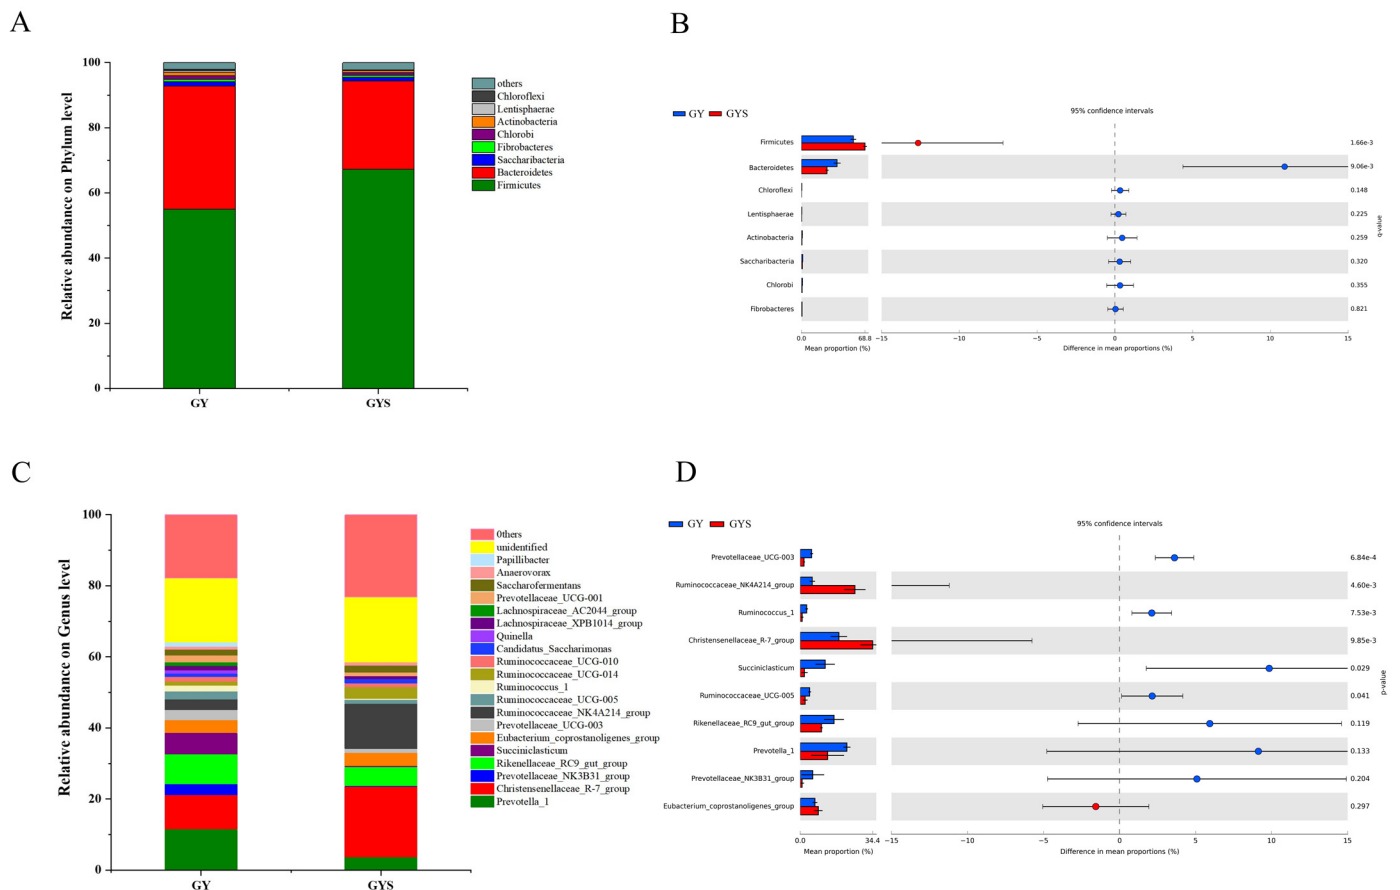 A
Relative abundance on Phylum level
100
80
60
40
20
0
GY
GYS
others
Chloroflexi
Lentisphaerae
Actinobacteria
Chlorobi
Fibrobacteres
Saccharibacteria
Bacteroidetes
Firmicutes
B
GY GYS
95% confidence intervals
Firmicutes 1.66e-3
Bacteroidetes 9.06e-3
Chloroflexi 0.148
Lentisphaerae 0.225
Actinobacteria 0.259
Saccharibacteria 0.320
Chlorobi 0.355
Fibrobacteres 0.821
q-value
0.0 68.8 −15 −10 −5 0 5 10 15
Mean proportion (%) Difference in mean proportions (%)
C
Relative abundance on Genus level
100
80
60
40
20
0
GY
GYS
0thers
unidentified
Papillibacter
Anaerovorax
Saccharofermentans
Prevotellaceae_UCG-001
Lachnospiraceae_AC2044_group
Lachnospiraceae_XPB1014_group
Quinella
Candidatus_Saccharimonas
Ruminococcaceae_UCG-010
Ruminococcaceae_UCG-014
Ruminococcus_1
Ruminococcaceae_UCG-005
Ruminococcaceae_NK4A214_group
Prevotellaceae_UCG-003
Eubacterium_coprostanoligenes_group
Succiniclasticum
Rikenellaceae_RC9_gut_group
Prevotellaceae_NK3B31_group
Christensenellaceae_R-7_group
Prevotella_1
D
GY GYS
95% confidence intervals
Prevotellaceae_UCG-003 6.84e-4
Ruminococcaceae_NK4A214_group 4.60e-3
Ruminococcus_1 7.53e-3
Christensenellaceae_R-7_group 9.85e-3
Succiniclasticum 0.029
Ruminococcaceae_UCG-005 0.041
Rikenellaceae_RC9_gut_group 0.119
Prevotella_1 0.133
Prevotellaceae_NK3B31_group 0.204
Eubacterium_coprostanoligenes_group 0.297
p-value
0.0 34.4 −15 −10 −5 0 5 10 15
Mean proportion (%) Difference in mean proportions (%)